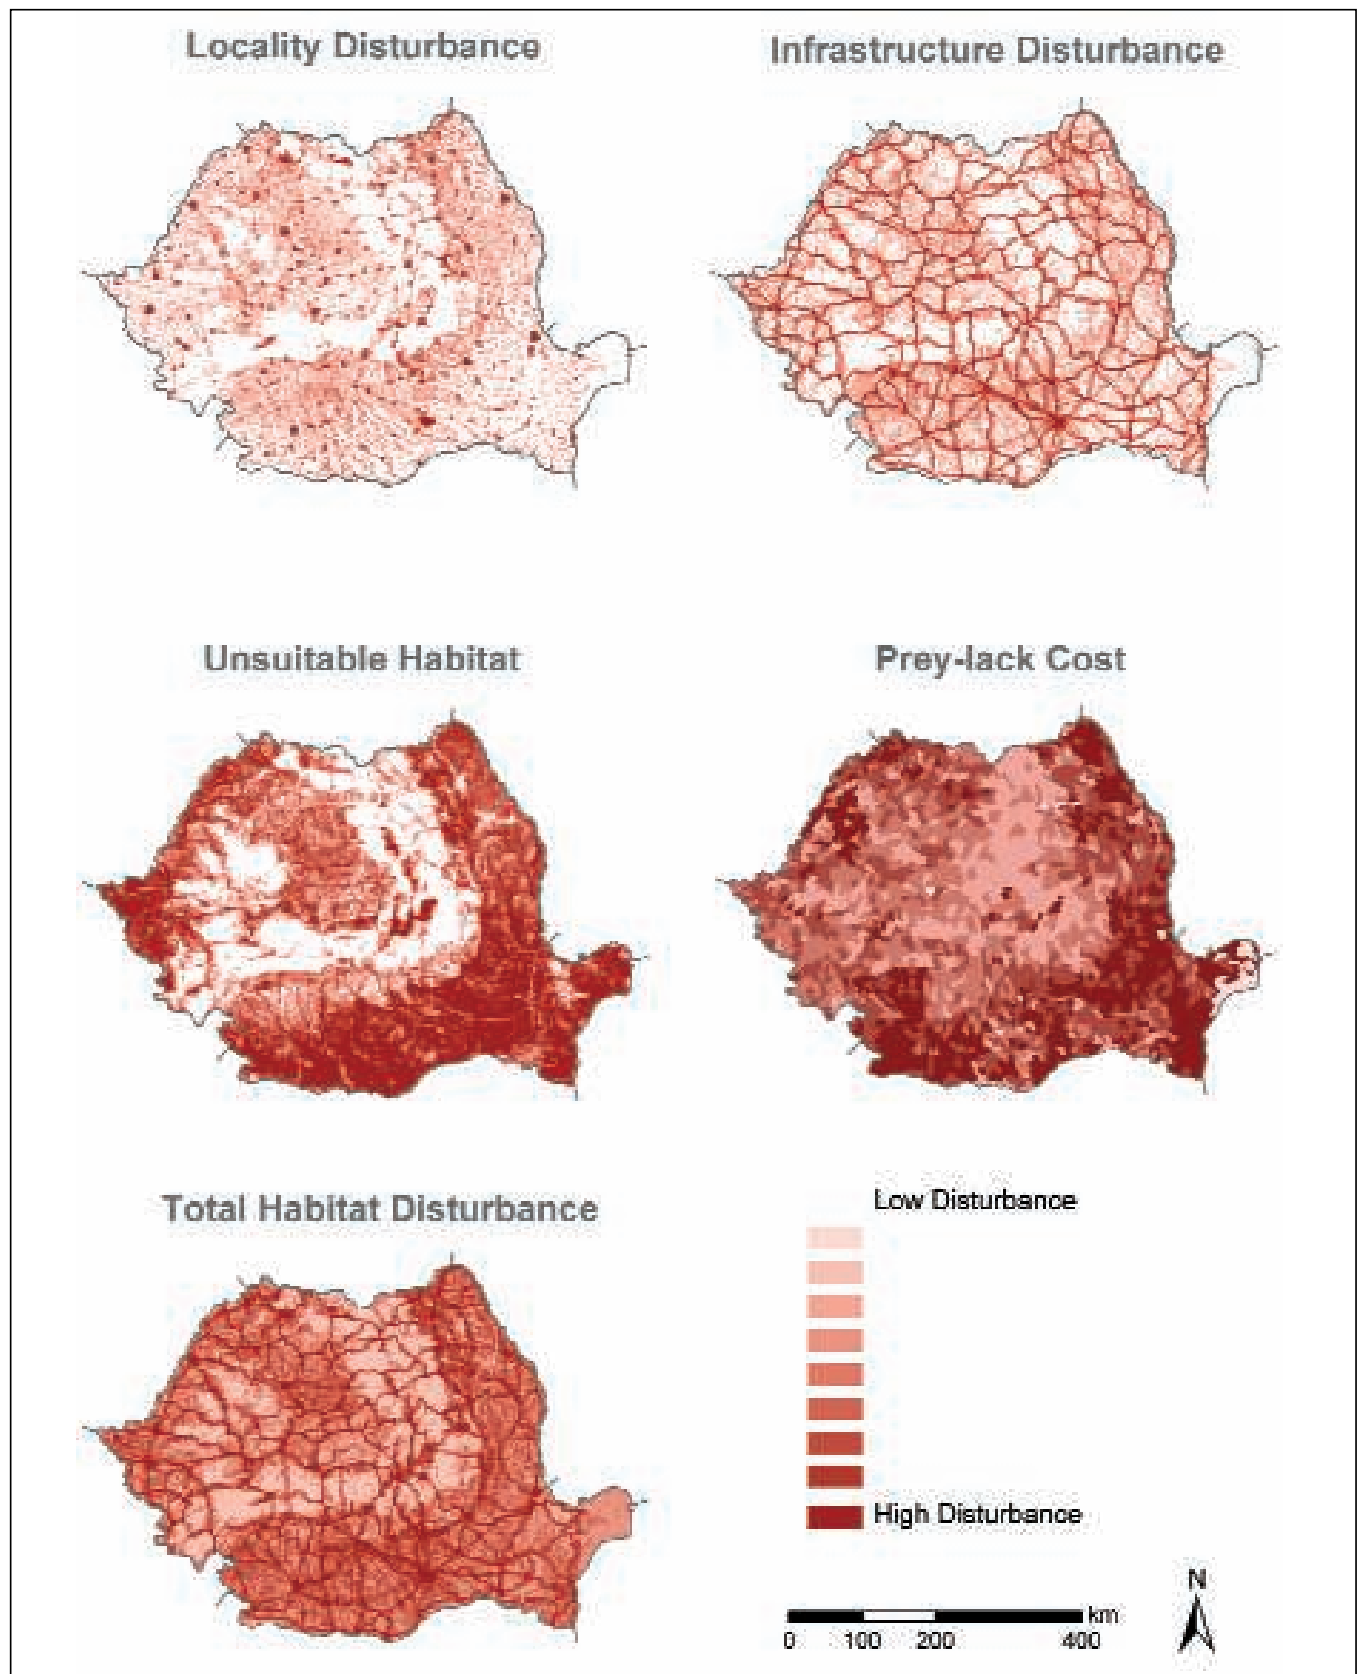 Locality Disturbance
Infrastructure Disturbance
Unsuitable Habitat
Prey-lack Cost
Total Habitat Disturbance
Low Disturbance
High Disturbance
N
km
0 100 200 400